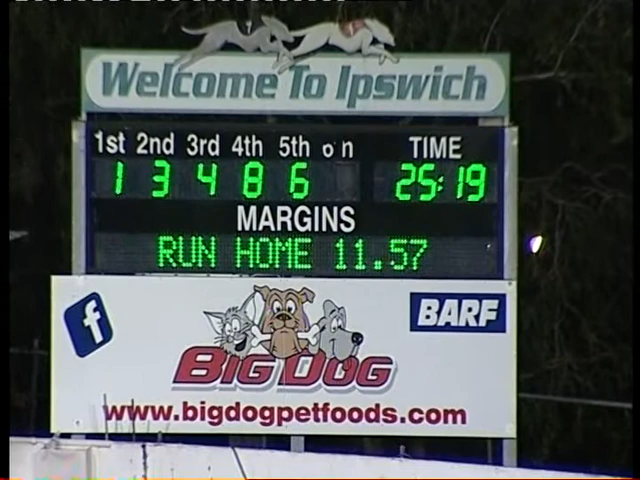 Welcome To Ipswich
1st 2nd 3rd 4th 5th on TIME
1 3 4 8 6 25:19
MARGINS
RUN HOME 11.57
f
BARF
BIG DOG
www.bigdogpetfoods.com